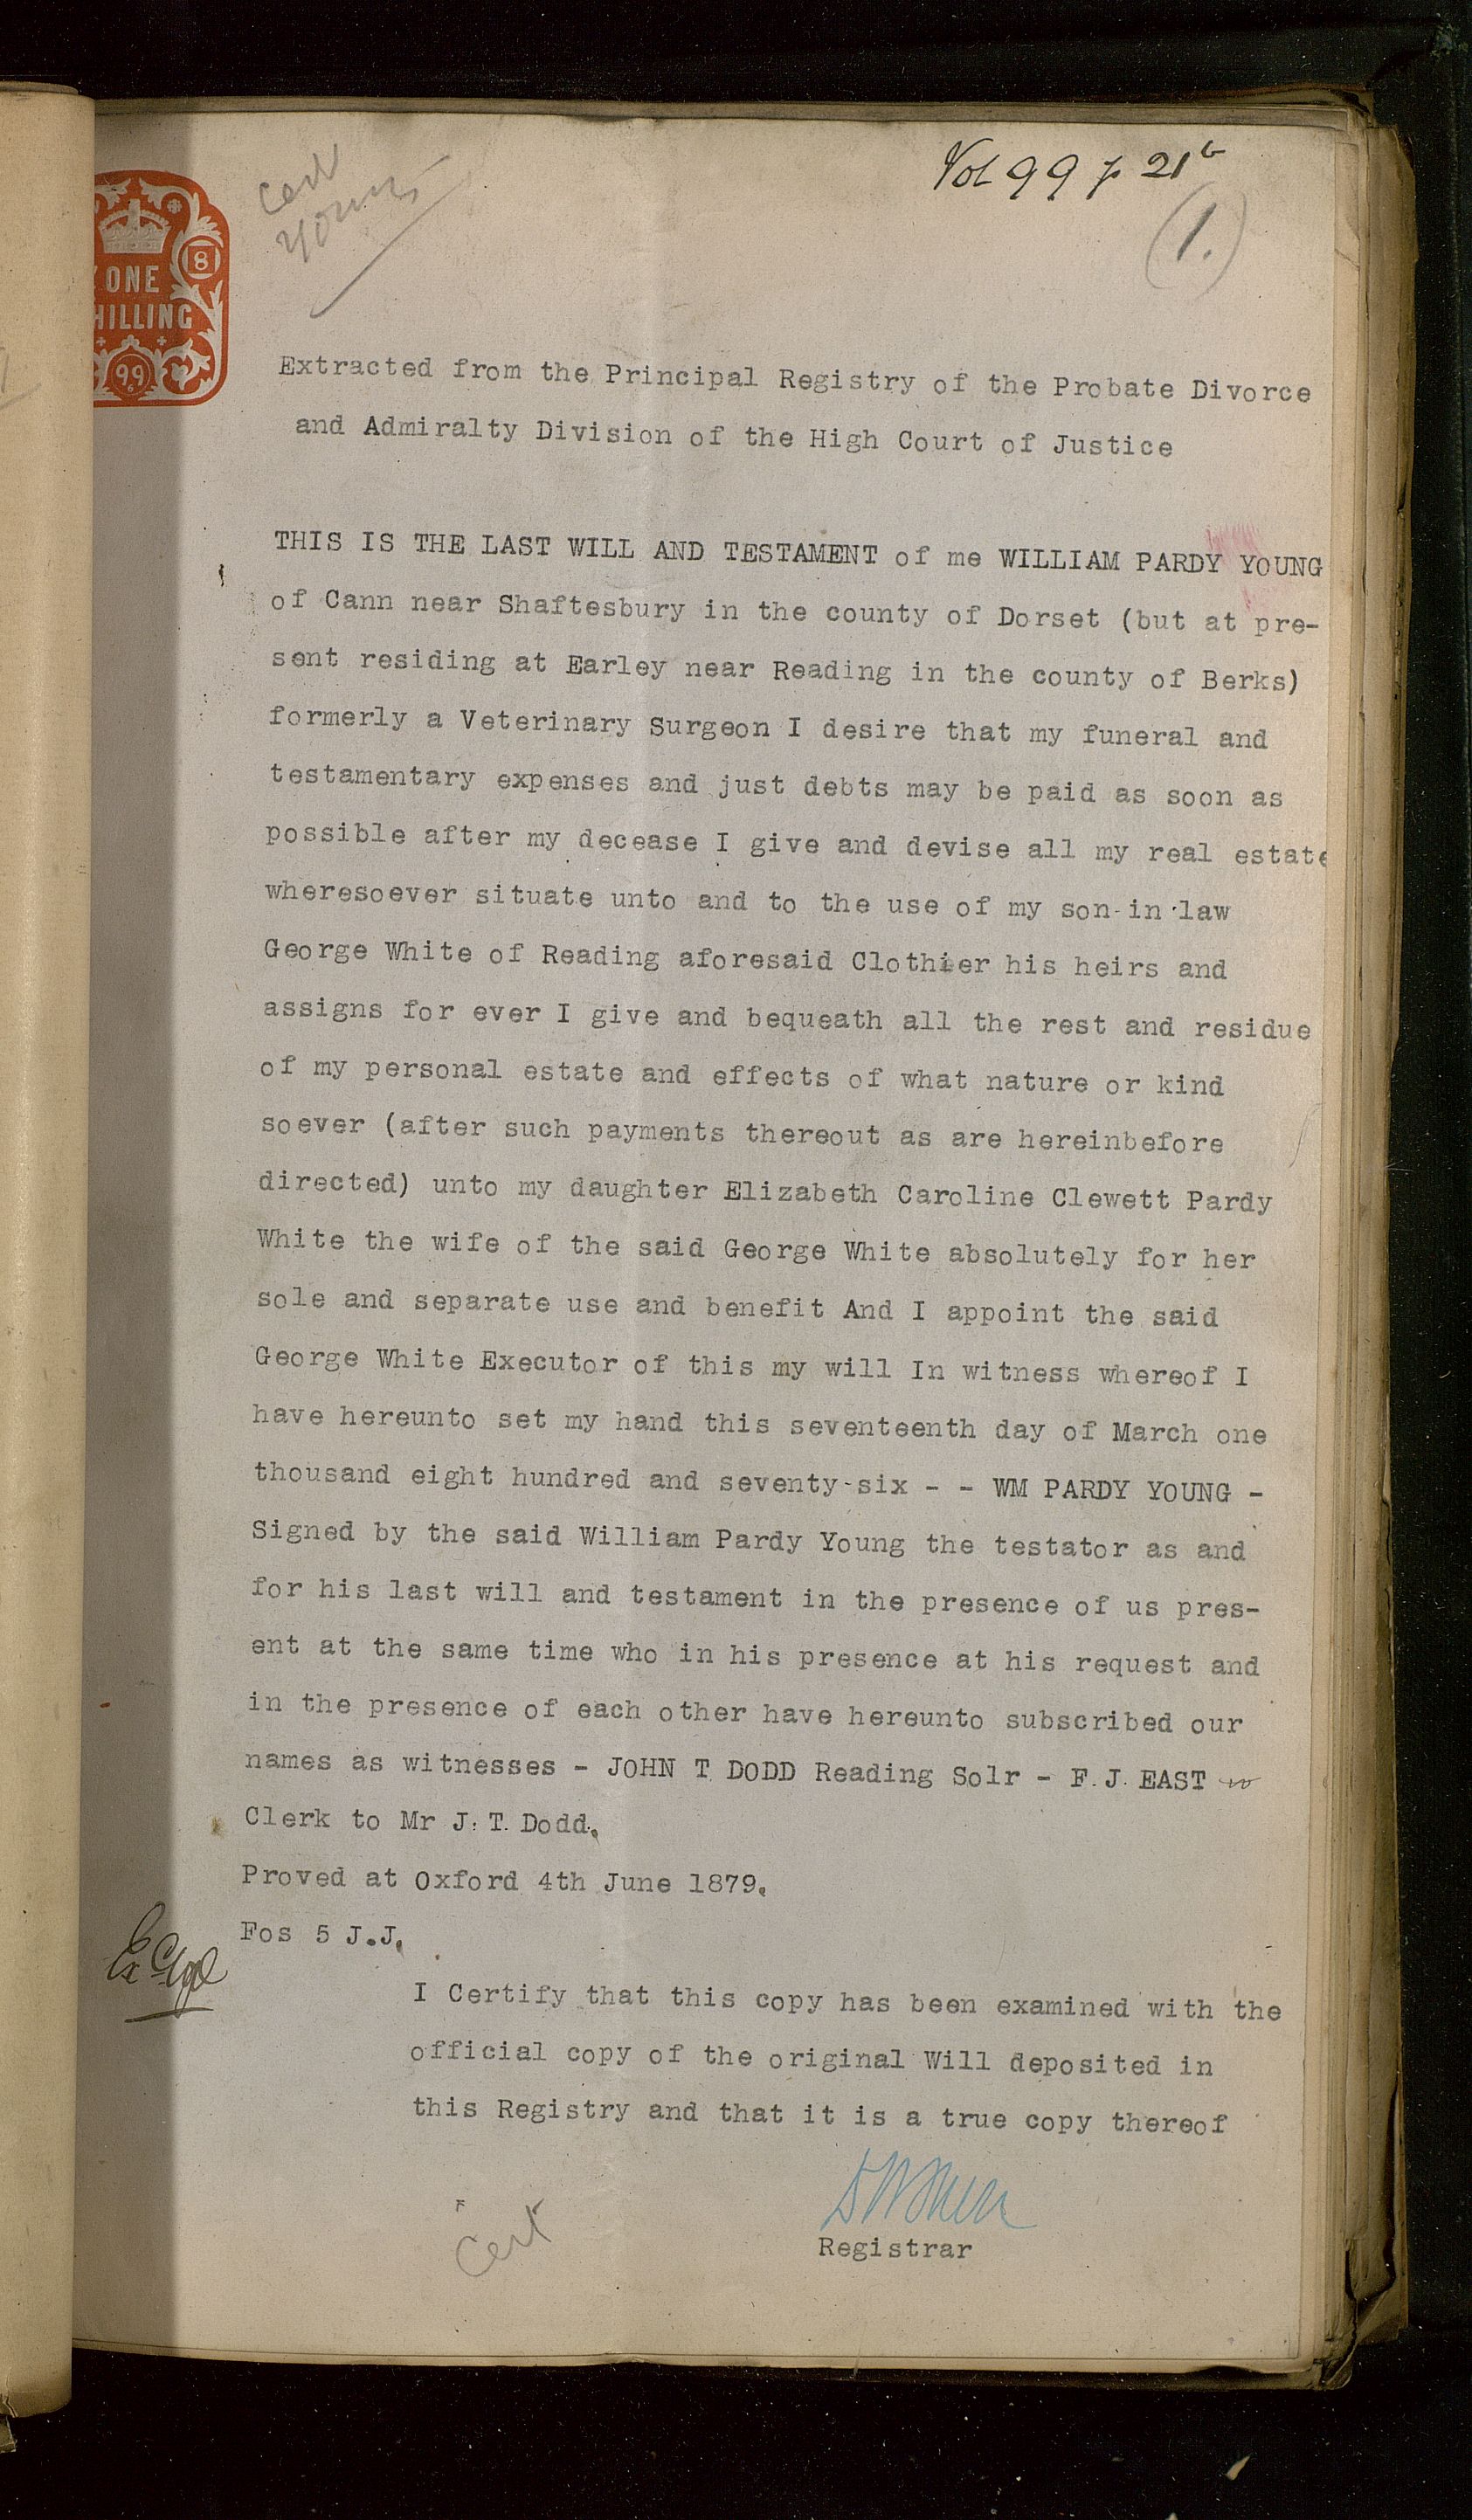 Vol 99 p 21
(1.)
Cert
Young
ONE
HILLING
8
99
Extracted from the Principal Registry of the Probate Divorce
and Admiralty Division of the High Court of Justice
THIS IS THE LAST WILL AND TESTAMENT of me WILLIAM PARDY YOUNG
of Cann near Shaftesbury in the county of Dorset (but at pre-
sent residing at Earley near Reading in the county of Berks)
formerly a Veterinary Surgeon I desire that my funeral and
testamentary expenses and just debts may be paid as soon as
possible after my decease I give and devise all my real estate
wheresoever situate unto and to the use of my son-in-law
George White of Reading aforesaid Clothier his heirs and
assigns for ever I give and bequeath all the rest and residue
of my personal estate and effects of what nature or kind
soever (after such payments thereout as are hereinbefore
directed) unto my daughter Elizabeth Caroline Clewett Pardy
White the wife of the said George White absolutely for her
sole and separate use and benefit And I appoint the said
George White Executor of this my will In witness whereof I
have hereunto set my hand this seventeenth day of March one
thousand eight hundred and seventy-six - - WM PARDY YOUNG -
Signed by the said William Pardy Young the testator as and
for his last will and testament in the presence of us pres-
ent at the same time who in his presence at his request and
in the presence of each other have hereunto subscribed our
names as witnesses - JOHN T. DODD Reading Solr - F.J. EAST
Clerk to Mr J. T. Dodd.
Proved at Oxford 4th June 1879.
Fos 5 J.J.
I Certify that this copy has been examined with the
official copy of the original Will deposited in
this Registry and that it is a true copy thereof
Registrar
Cert